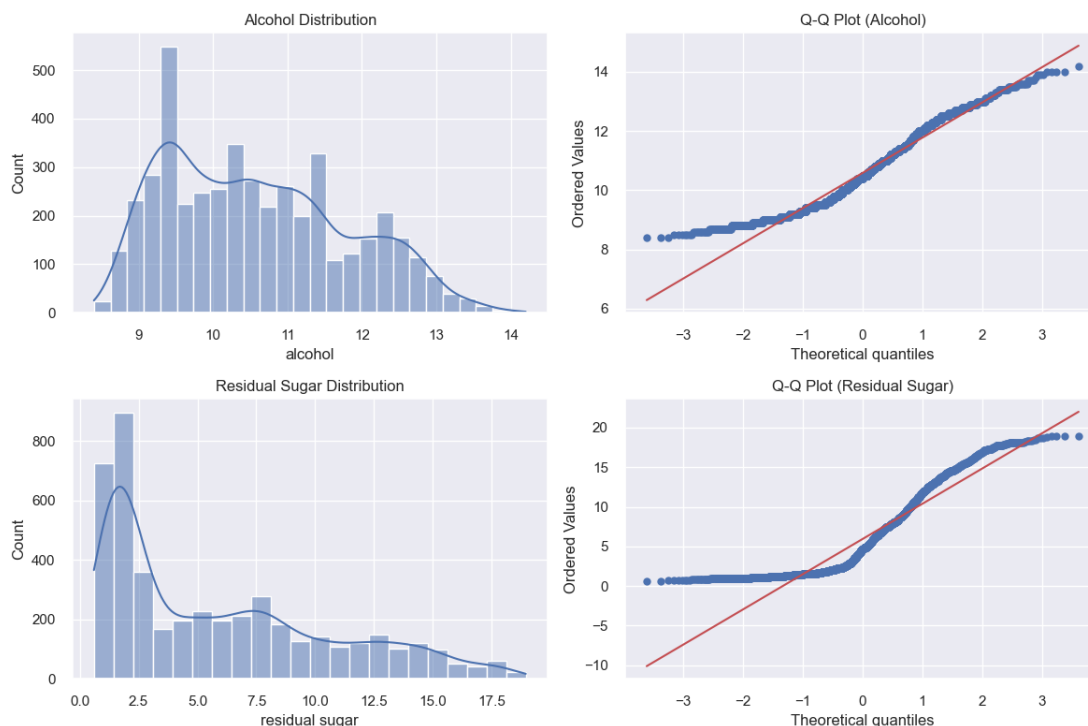 Alcohol Distribution
Count
500
400
300
200
100
0
9 10 11 12 13 14
alcohol
Q-Q Plot (Alcohol)
Ordered Values
14
12
10
8
6
−3 −2 −1 0 1 2 3
Theoretical quantiles
Residual Sugar Distribution
Count
800
600
400
200
0
0.0 2.5 5.0 7.5 10.0 12.5 15.0 17.5
residual sugar
Q-Q Plot (Residual Sugar)
Ordered Values
20
15
10
5
0
−5
−10
−3 −2 −1 0 1 2 3
Theoretical quantiles